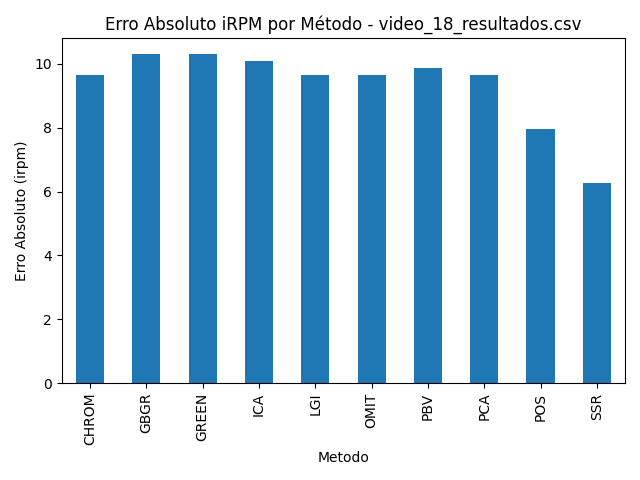 Erro Absoluto iRPM por Método - video_18_resultados.csv
Erro Absoluto (irpm)
10
8
6
4
2
0
CHROM
GBGR
GREEN
ICA
LGI
OMIT
PBV
PCA
POS
SSR
Metodo